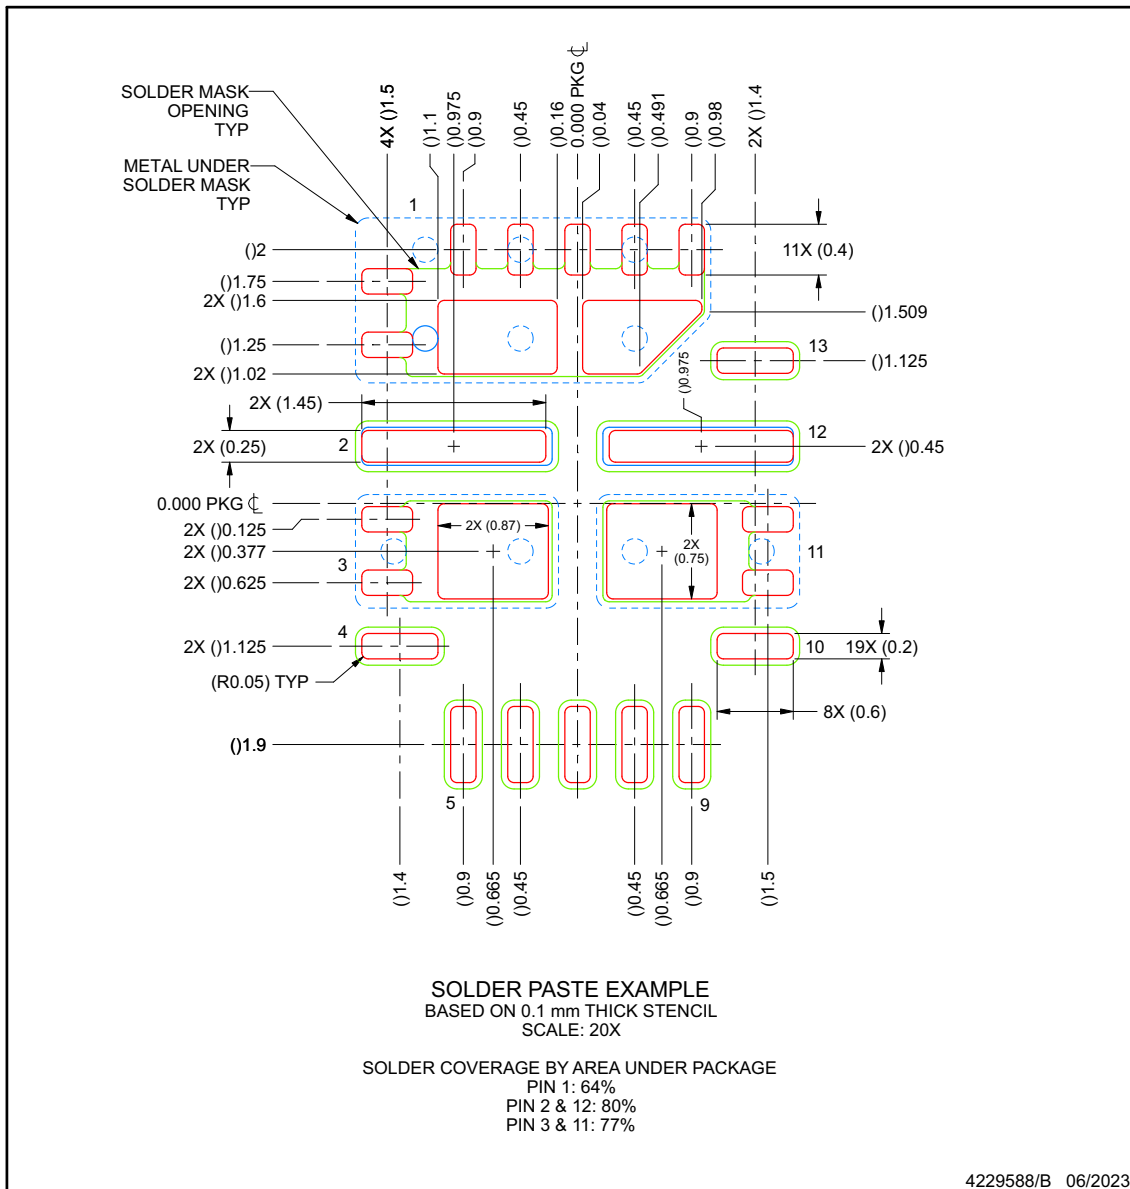 SOLDER MASK
OPENING
TYP
METAL UNDER
SOLDER MASK
TYP
4X ()1.5
()1.1
()0.975
()0.9
()0.45
()0.16
0.000 PKG ℄
()0.04
()0.45
()0.491
()0.9
()0.98
2X ()1.4
1
()2
11X (0.4)
()1.75
2X ()1.6
()1.509
()1.25
13
()1.125
2X ()1.02
()0.975
2X (1.45)
2X (0.25)
2
12
2X ()0.45
0.000 PKG ℄
2X ()0.125
2X (0.87)
2X
(0.75)
2X ()0.377
11
3
2X ()0.625
4
2X ()1.125
10
19X (0.2)
(R0.05) TYP
8X (0.6)
()1.9
5
9
()1.4
()0.9
()0.665
()0.45
()0.45
()0.665
()0.9
()1.5
SOLDER PASTE EXAMPLE
BASED ON 0.1 mm THICK STENCIL
SCALE: 20X
SOLDER COVERAGE BY AREA UNDER PACKAGE
PIN 1: 64%
PIN 2 & 12: 80%
PIN 3 & 11: 77%
4229588/B 06/2023